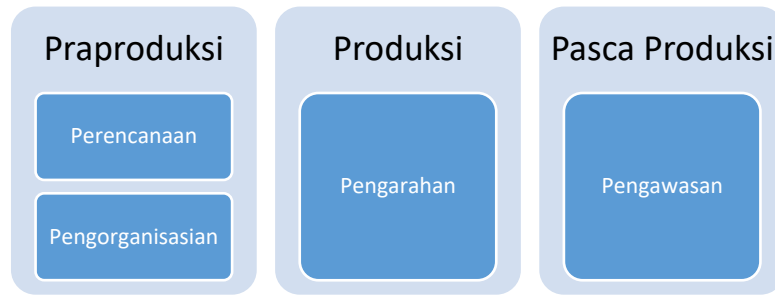 Praproduksi
Perencanaan
Pengorganisasian
Produksi
Pengarahan
Pasca Produksi
Pengawasan